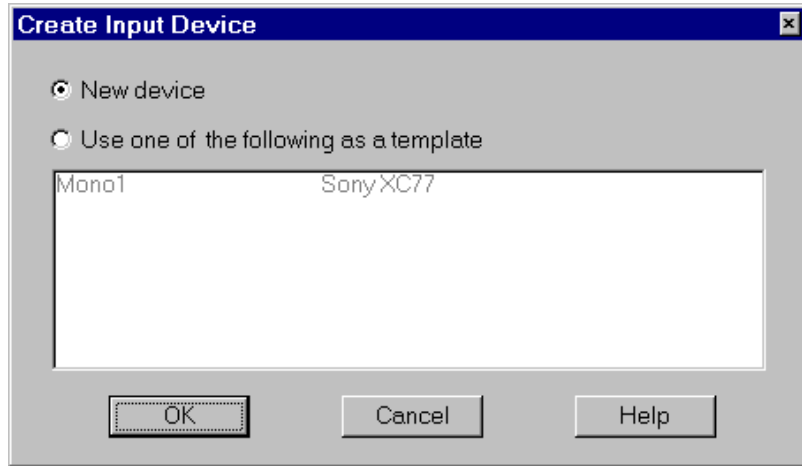 Create Input Device
New device
Use one of the following as a template
Mono1 Sony XC77
OK Cancel Help